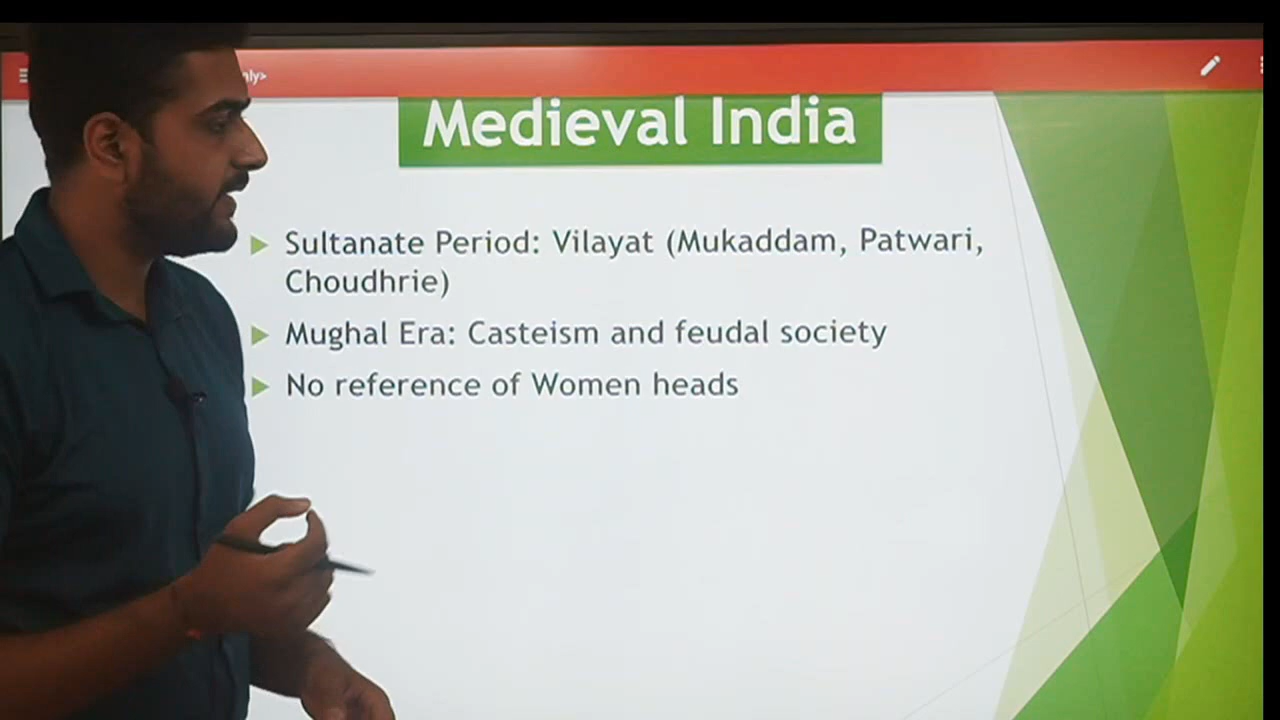 nly>
Medieval India
Sultanate Period: Vilayat (Mukaddam, Patwari,
Choudhrie)
Mughal Era: Casteism and feudal society
No reference of Women heads